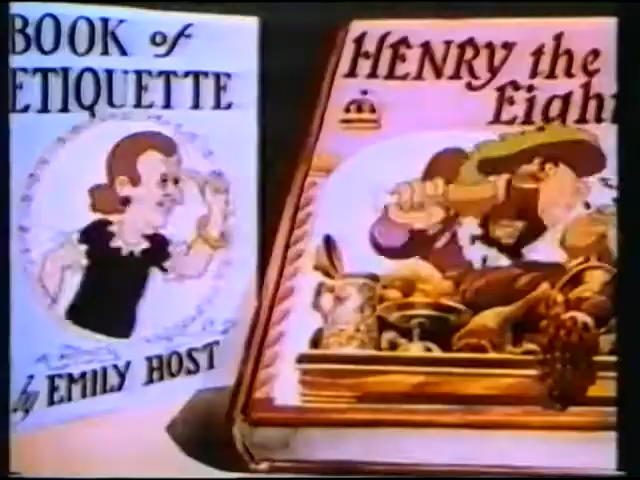 BOOK of
ETIQUETTE
by EMILY HOST
HENRY the
Eigh